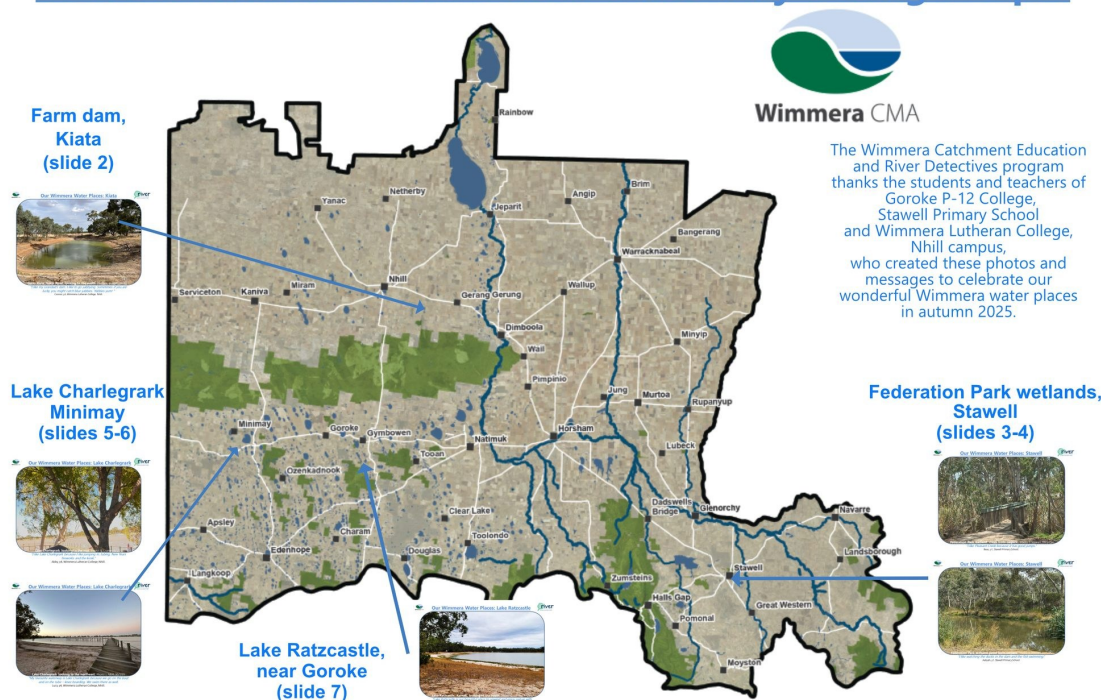 Wimmera CMA
The Wimmera Catchment Education
and River Detectives program
thanks the students and teachers of
Goroke P-12 College,
Stawell Primary School
and Wimmera Lutheran College,
Nhill campus,
who created these photos and
messages to celebrate our
wonderful Wimmera water places
in autumn 2025.
Farm dam,
Kiata
(slide 2)
Our Wimmera Water Places: Kiata
river
Lake Charlegrark
Minimay
(slides 5-6)
Our Wimmera Water Places: Lake Charlegrark
river
Our Wimmera Water Places: Lake Charlegrark
river
Lake Ratzcastle,
near Goroke
(slide 7)
Our Wimmera Water Places: Lake Ratzcastle
river
Federation Park wetlands,
Stawell
(slides 3-4)
Our Wimmera Water Places: Stawell
river
Our Wimmera Water Places: Stawell
river
Rainbow
Netherby
Yanac
Jeparit
Angip
Brim
Bangerang
Warracknabeal
Nhill
Miram
Serviceton
Kaniva
Gerang Gerung
Wallup
Dimboola
Minyip
Wail
Pimpinio
Jung
Murtoa
Rupanyup
Minimay
Goroke
Gymbowen
Natimuk
Horsham
Lubeck
Tooan
Ozenkadnook
Clear Lake
Dadswells
Bridge
Glenorchy
Navarre
Apsley
Charam
Toolondo
Edenhope
Douglas
Landsborough
Langkoop
Zumsteins
Stawell
Halls Gap
Great Western
Pomonal
Moyston